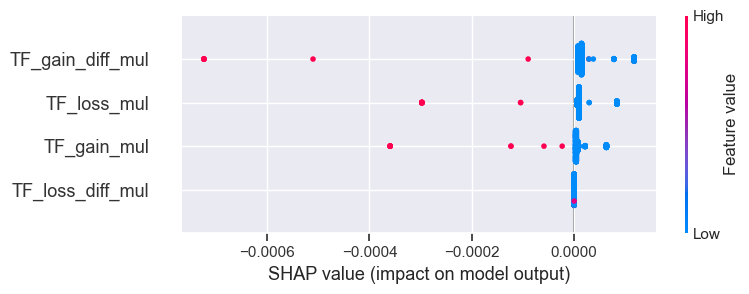 High
TF_gain_diff_mul
TF_loss_mul
TF_gain_mul
TF_loss_diff_mul
Feature value
Low
−0.0006 −0.0004 −0.0002 0.0000
SHAP value (impact on model output)